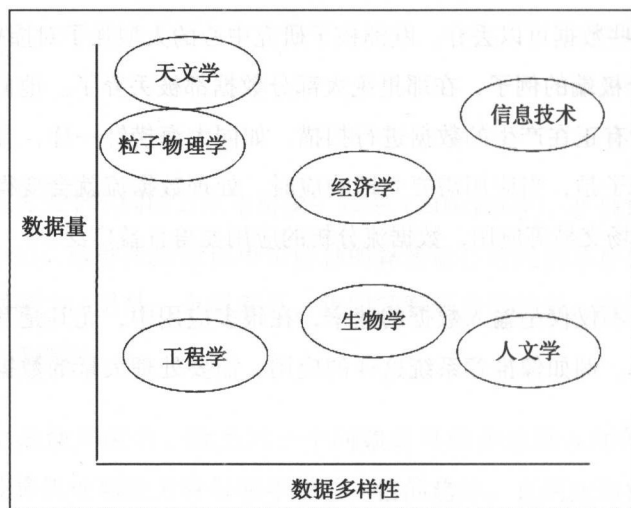 天文学
信息技术
粒子物理学
经济学
数据量
生物学
工程学
人文学
数据多样性